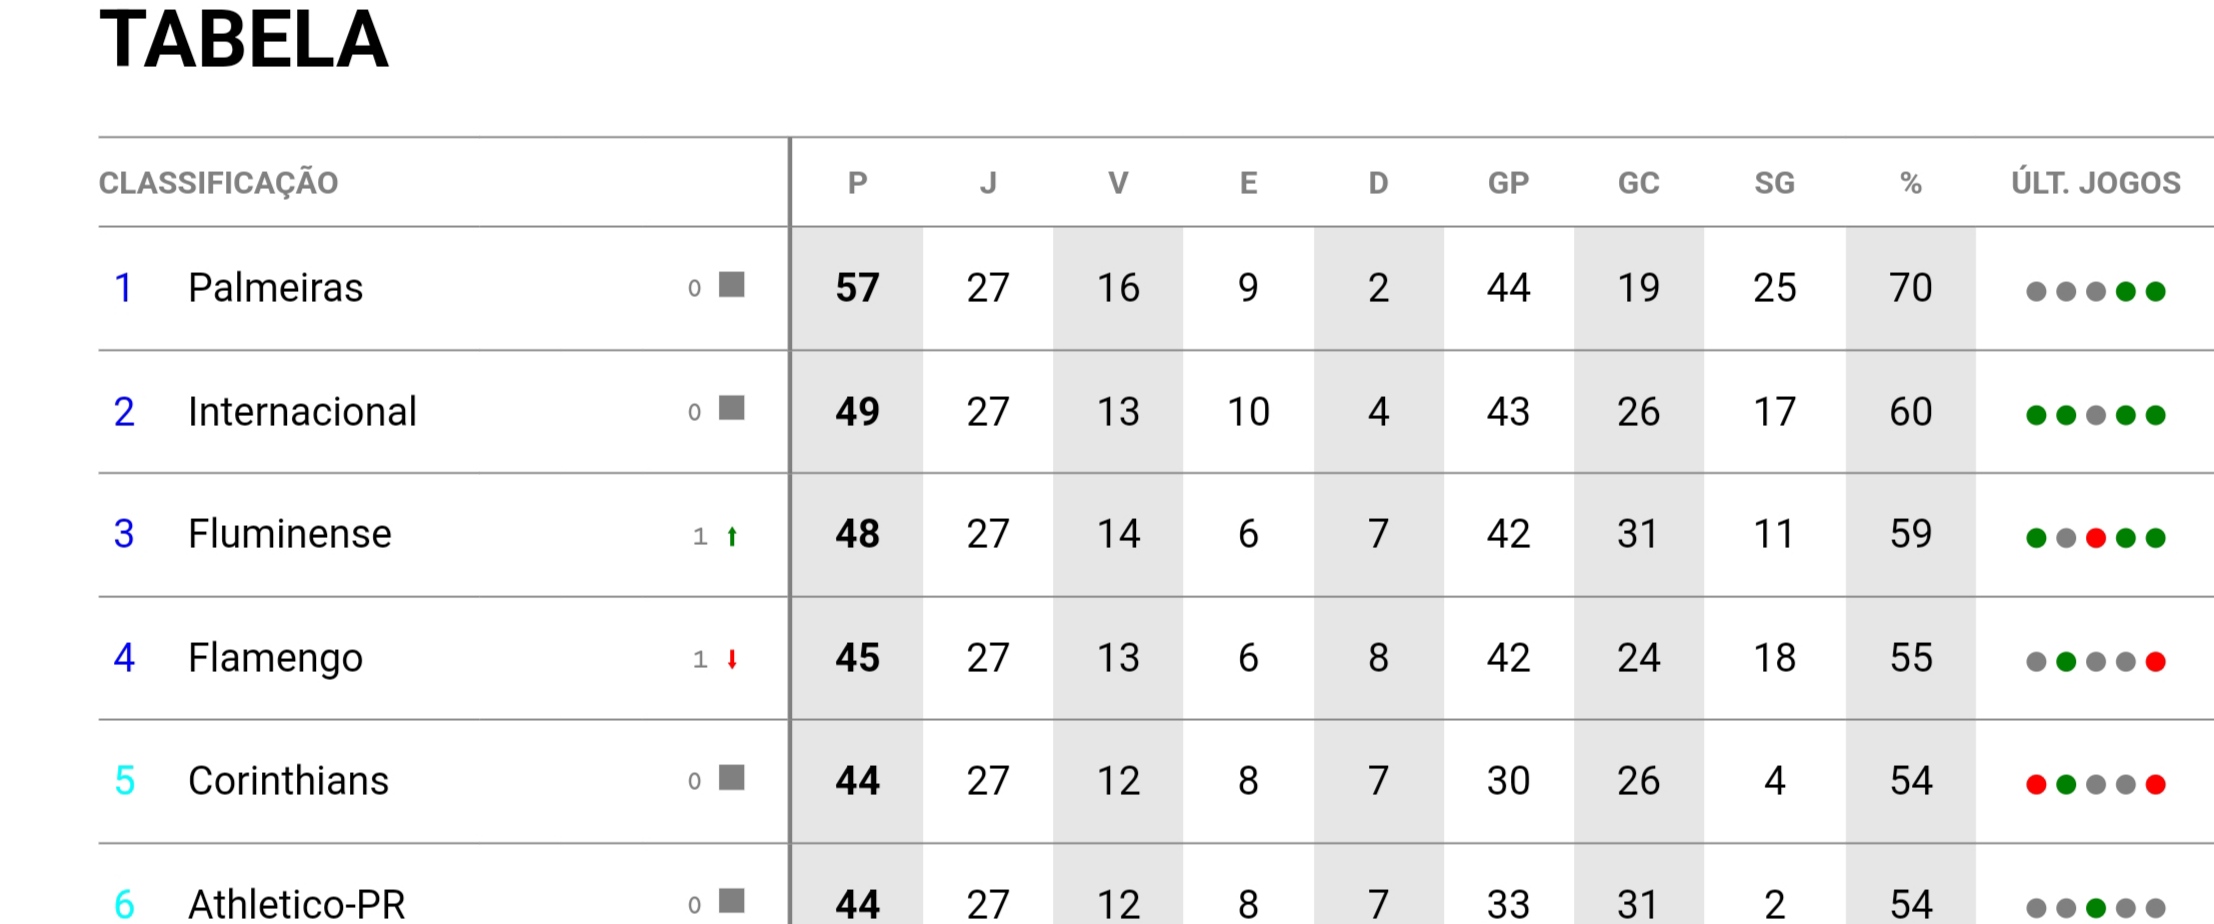 TABELA
CLASSIFICAÇÃO P J V E D GP GC SG % ÚLT. JOGOS
1 Palmeiras 0 57 27 16 9 2 44 19 25 70
2 Internacional 0 49 27 13 10 4 43 26 17 60
3 Fluminense 1 48 27 14 6 7 42 31 11 59
4 Flamengo 1 45 27 13 6 8 42 24 18 55
5 Corinthians 0 44 27 12 8 7 30 26 4 54
6 Athletico-PR 0 44 27 12 8 7 33 31 2 54